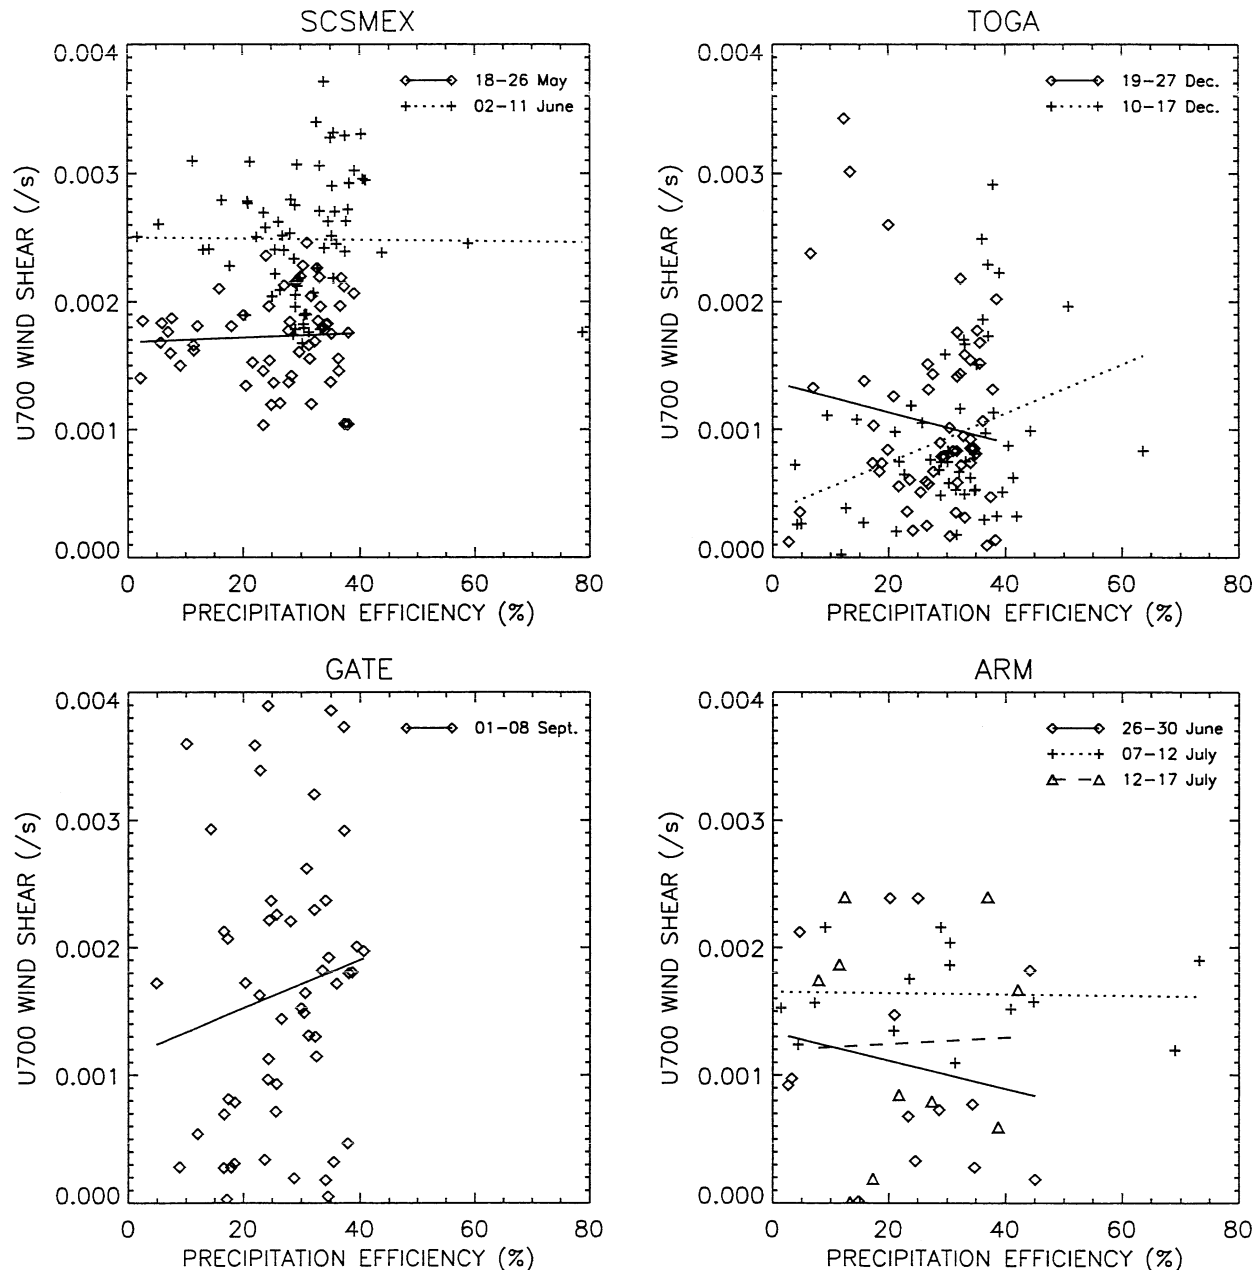 SCSMEX
0.004
0.003
0.002
0.001
0.000
U700 WIND SHEAR (/s)
18-26 May
02-11 June
0 20 40 60 80
PRECIPITATION EFFICIENCY (%)
TOGA
0.004
0.003
0.002
0.001
0.000
U700 WIND SHEAR (/s)
19-27 Dec.
10-17 Dec.
0 20 40 60 80
PRECIPITATION EFFICIENCY (%)
GATE
0.004
0.003
0.002
0.001
0.000
U700 WIND SHEAR (/s)
01-08 Sept.
0 20 40 60 80
PRECIPITATION EFFICIENCY (%)
ARM
0.004
0.003
0.002
0.001
0.000
U700 WIND SHEAR (/s)
26-30 June
07-12 July
12-17 July
0 20 40 60 80
PRECIPITATION EFFICIENCY (%)